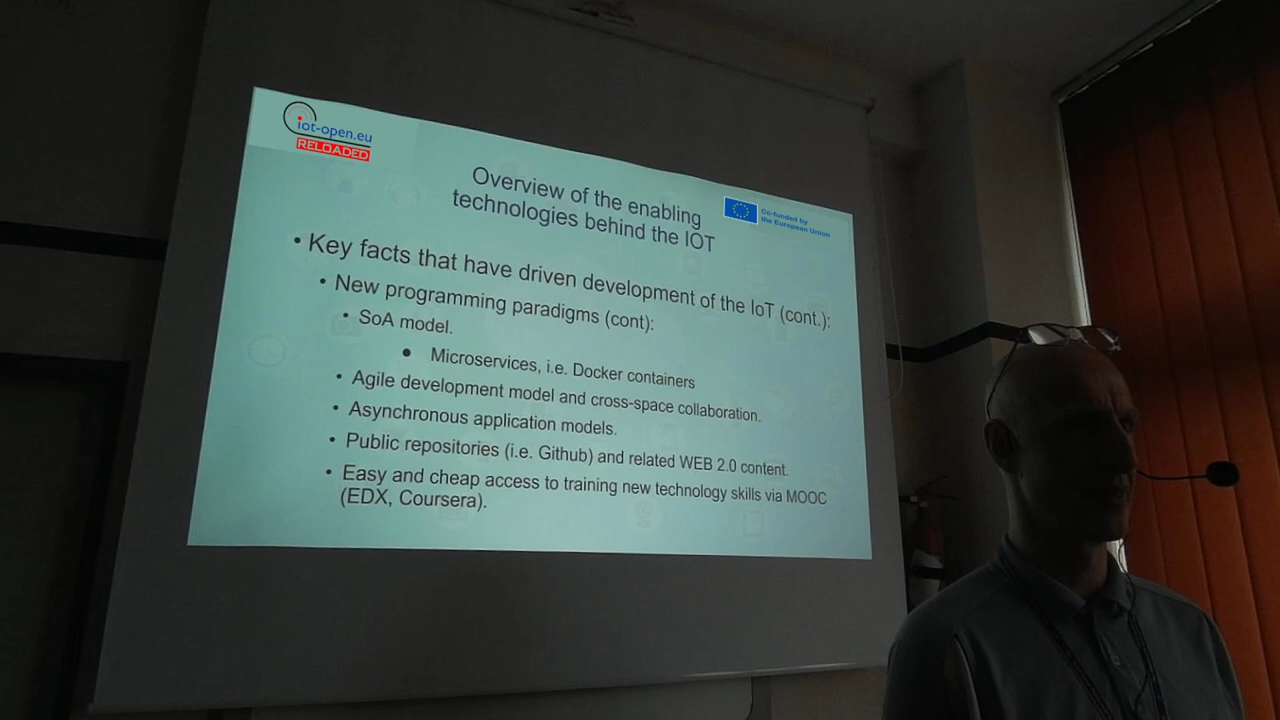 iot-open.eu
RELOADED
Overview of the enabling
technologies behind the IOT
Co-funded by
the European Union
• Key facts that have driven development of the IoT (cont.):
• New programming paradigms (cont):
• SoA model.
● Microservices, i.e. Docker containers
• Agile development model and cross-space collaboration.
• Asynchronous application models.
• Public repositories (i.e. Github) and related WEB 2.0 content.
• Easy and cheap access to training new technology skills via MOOC
(EDX, Coursera).